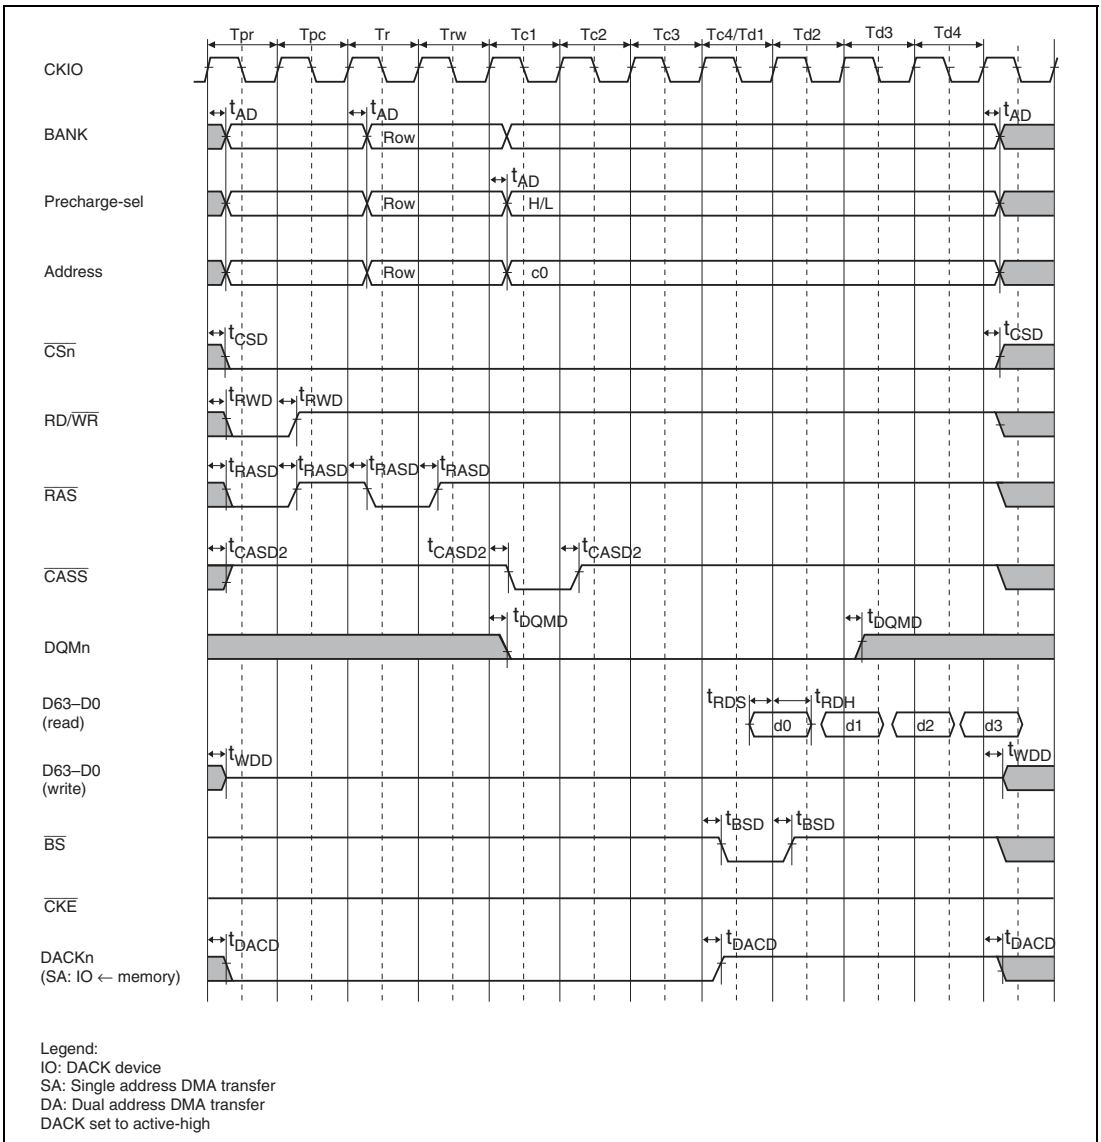 Tpr Tpc Tr Trw Tc1 Tc2 Tc3 Tc4/Td1 Td2 Td3 Td4
CKIO
tAD tAD tAD
BANK Row
tAD
Precharge-sel Row H/L
Address Row c0
tCSD tCSD
CSn
tRWD tRWD
RD/WR
tRASD tRASD tRASD tRASD
RAS
tCASD2 tCASD2 tCASD2
CASS
tDQMD tDQMD
DQMn
D63–D0 tRDS tRDH
(read) d0 d1 d2 d3
tWDD tWDD
D63–D0
(write)
tBSD tBSD
BS
CKE
tDACD tDACD tDACD
DACKn
(SA: IO ← memory)
Legend:
IO: DACK device
SA: Single address DMA transfer
DA: Dual address DMA transfer
DACK set to active-high